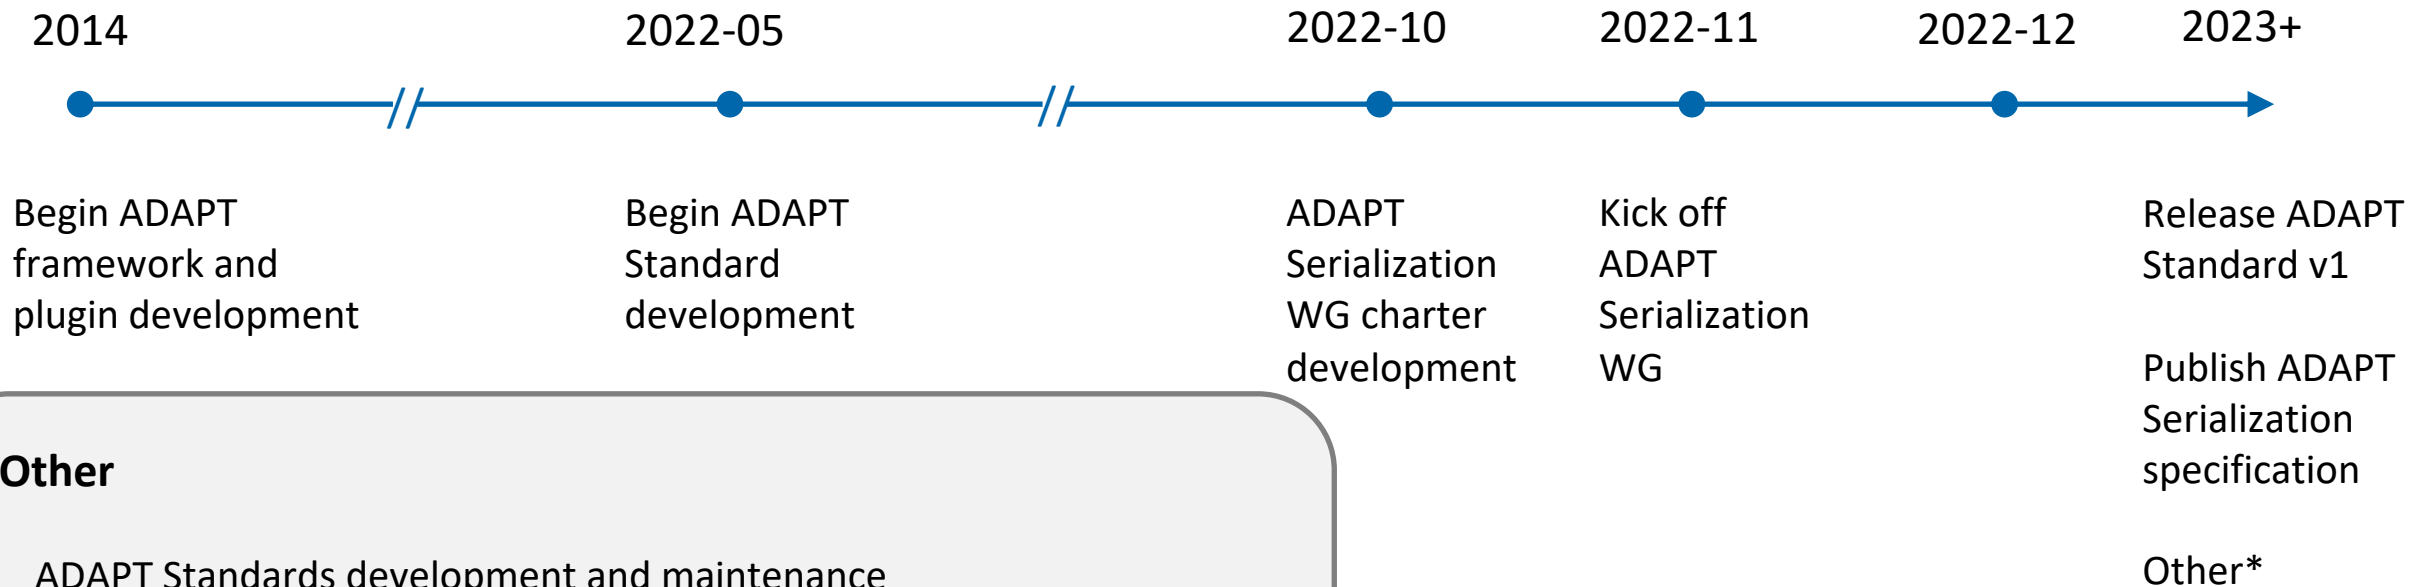 2014
2022-05
2022-10
2022-11
2022-12
2023+
Begin ADAPT
framework and
plugin development
Begin ADAPT
Standard
development
ADAPT
Serialization
WG charter
development
Kick off
ADAPT
Serialization
WG
Release ADAPT
Standard v1
Publish ADAPT
Serialization
specification
Other*
Other
ADAPT Standards development and maintenance